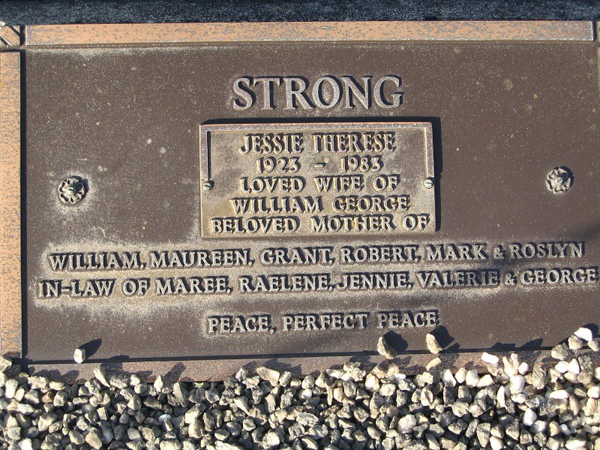 STRONG
JESSIE THERESE
1923 - 1983
LOVED WIFE OF
WILLIAM GEORGE
BELOVED MOTHER OF
WILLIAM, MAUREEN, GRANT, ROBERT, MARK & ROSLYN
IN-LAW OF MAREE, RAELENE, JENNIE, VALERIE & GEORGE
PEACE, PERFECT PEACE